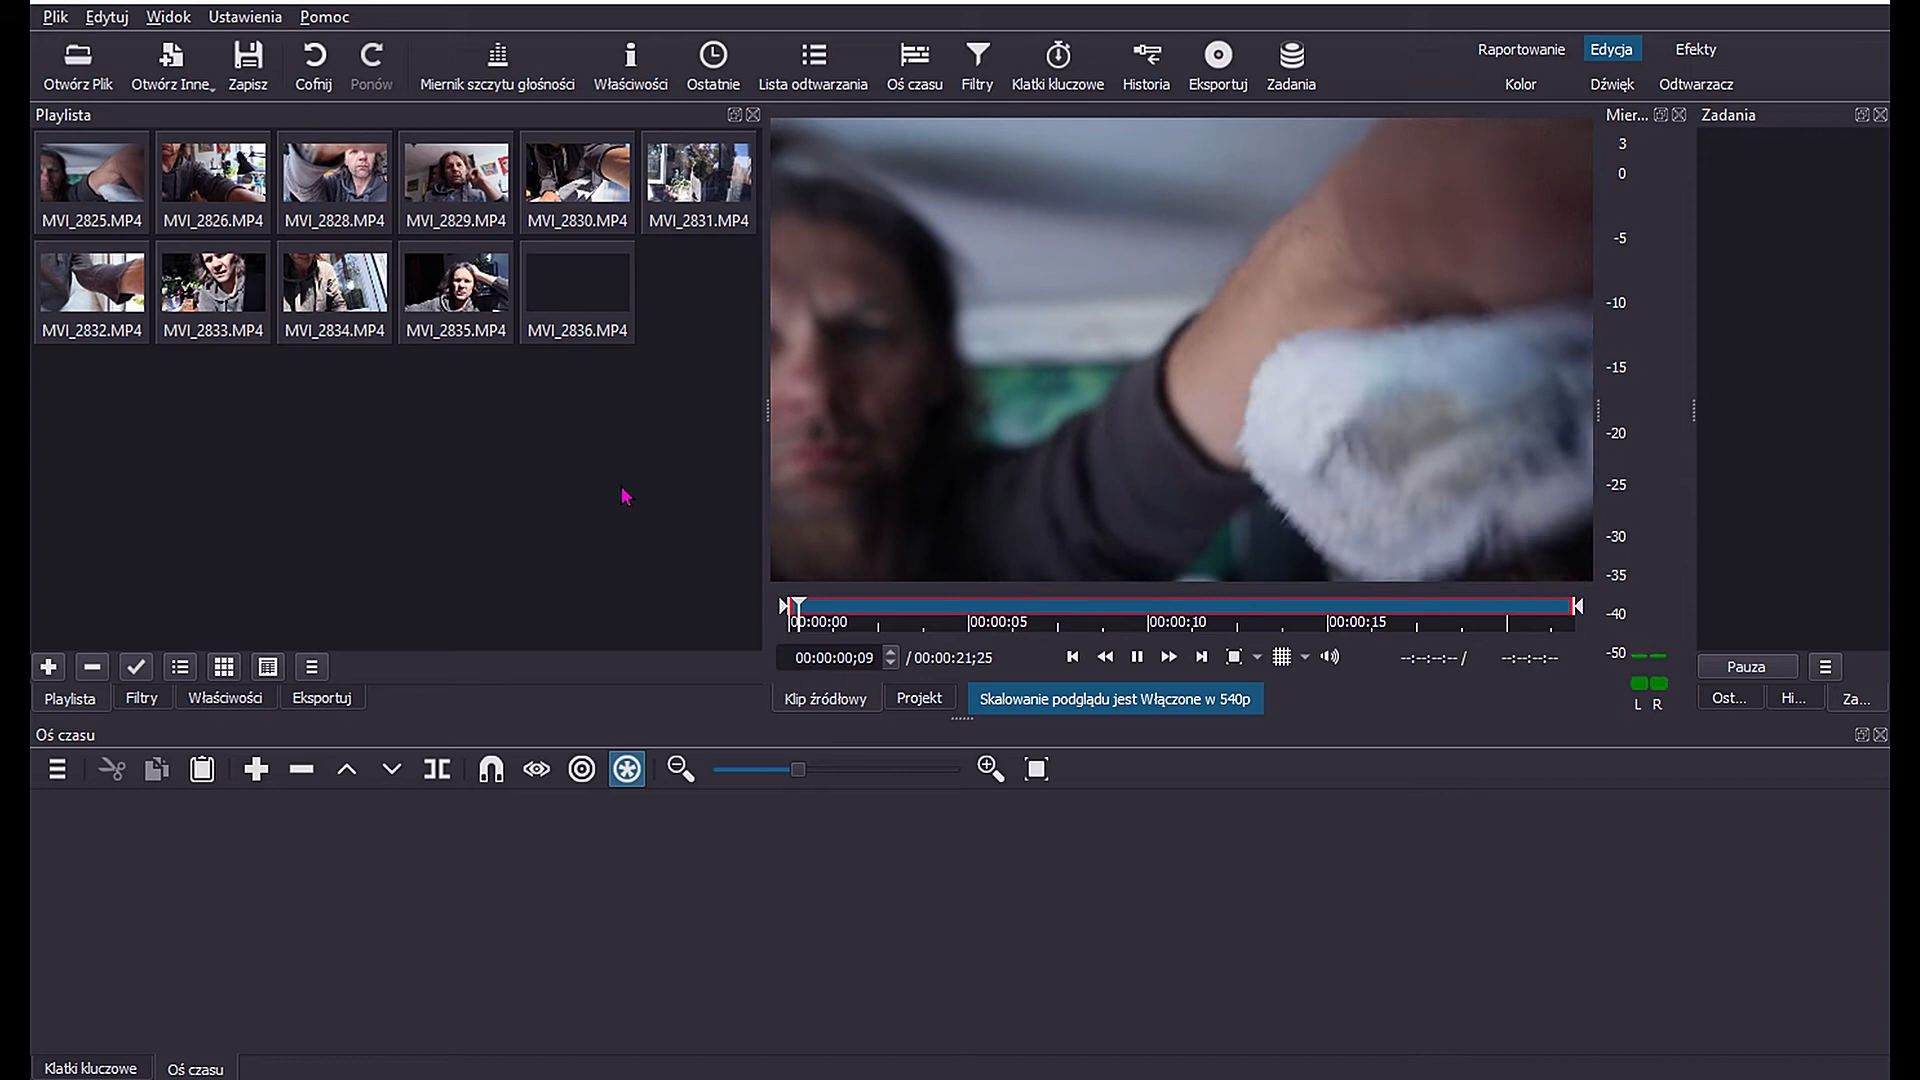 Plik Edytuj Widok Ustawienia Pomoc
Otwórz Plik Otwórz Inne Zapisz Cofnij Ponów Miernik szczytu głośności Właściwości Ostatnie Lista odtwarzania Oś czasu Filtry Klatki kluczowe Historia Eksportuj Zadania
Raportowanie Edycja Efekty
Kolor Dźwięk Odtwarzacz
Playlista
MVI_2825.MP4 MVI_2826.MP4 MVI_2828.MP4 MVI_2829.MP4 MVI_2830.MP4 MVI_2831.MP4
MVI_2832.MP4 MVI_2833.MP4 MVI_2834.MP4 MVI_2835.MP4 MVI_2836.MP4
Playlista Filtry Właściwości Eksportuj
00:00:00 00:00:05 00:00:10 00:00:15
00:00:00;09 / 00:00:21;25 --:--:--:-- / --:--:--:--
Klip źródłowy Projekt Skalowanie podglądu jest Włączone w 540p
Mier...
3
0
-5
-10
-15
-20
-25
-30
-35
-40
-50
L R
Zadania
Pauza
Ost... Hi... Za...
Oś czasu
Klatki kluczowe Oś czasu